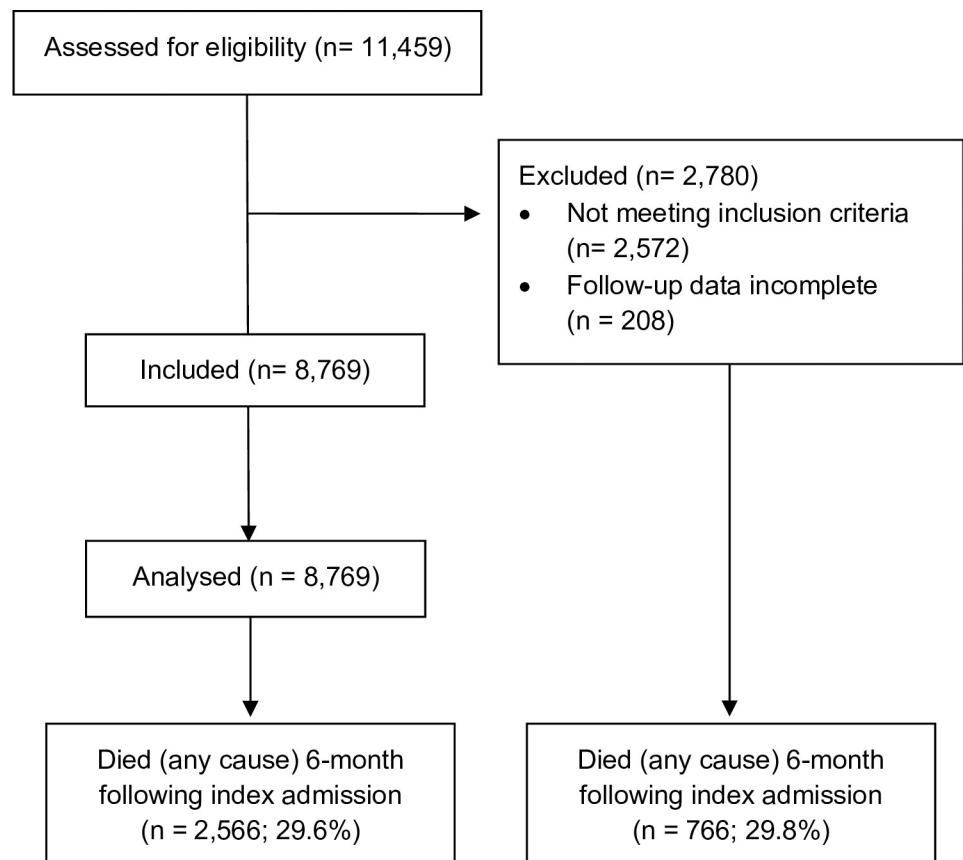 Assessed for eligibility (n= 11,459)
Excluded (n= 2,780)
• Not meeting inclusion criteria
(n= 2,572)
• Follow-up data incomplete
(n = 208)
Included (n= 8,769)
Analysed (n = 8,769)
Died (any cause) 6-month
following index admission
(n = 2,566; 29.6%)
Died (any cause) 6-month
following index admission
(n = 766; 29.8%)